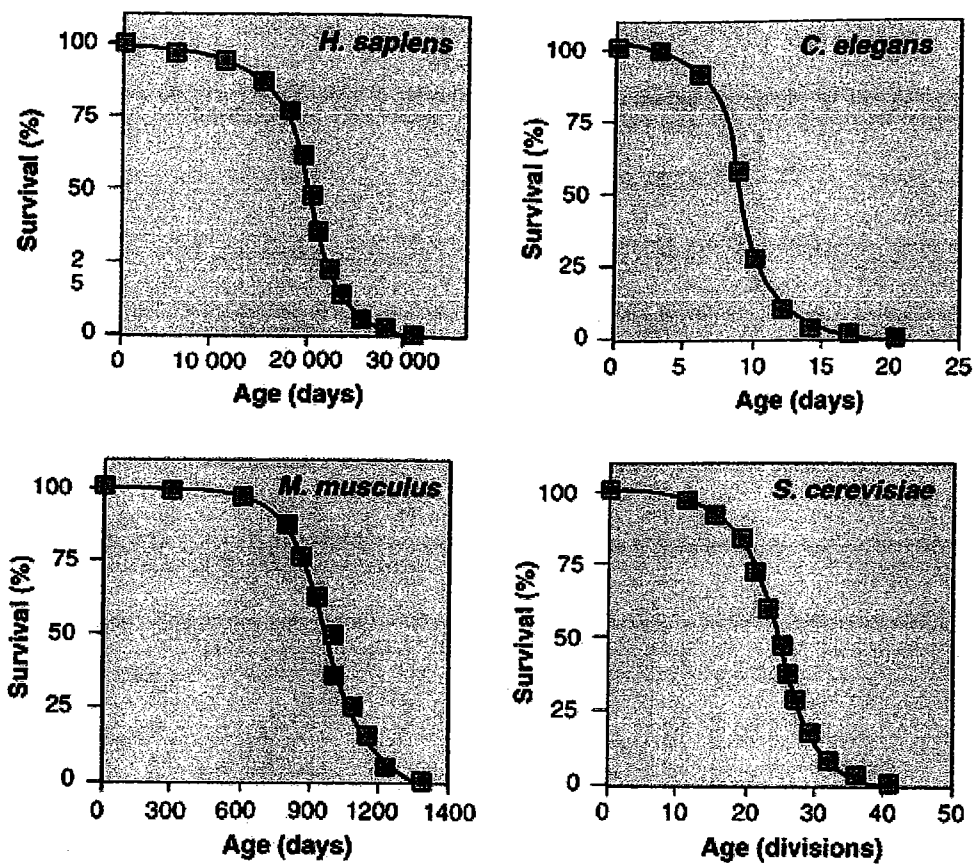 H. sapiens
Survival (%)
100
75
50
2
5
0
0 10 000 20 000 30 000
Age (days)
C. elegans
Survival (%)
100
75
50
25
0
0 5 10 15 20 25
Age (days)
M. musculus
Survival (%)
100
75
50
25
0
0 300 600 900 1200 1400
Age (days)
S. cerevisiae
Survival (%)
100
75
50
25
0
0 10 20 30 40 50
Age (divisions)